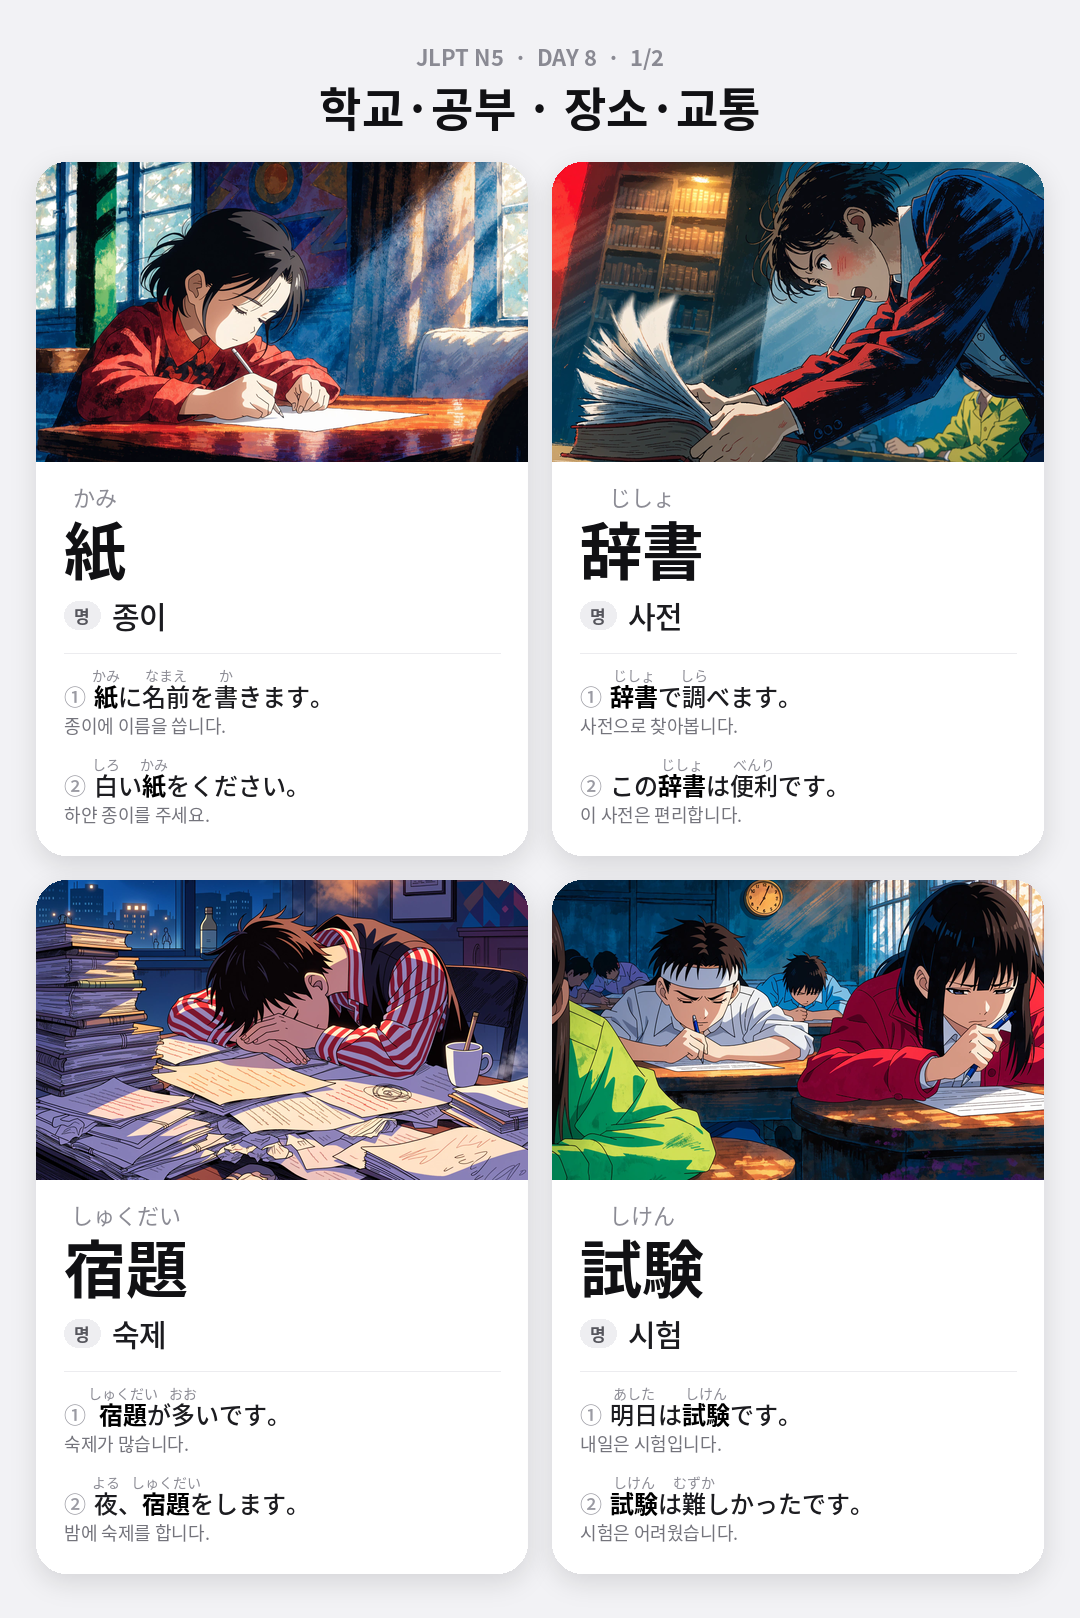 JLPT N5 · DAY 8 · 1/2
학교·공부 · 장소·교통
かみ
紙
명 종이
かみ なまえ か
① 紙に名前を書きます。
종이에 이름을 씁니다.
しろ かみ
② 白い紙をください。
하얀 종이를 주세요.
じしょ
辞書
명 사전
じしょ しら
① 辞書で調べます。
사전으로 찾아봅니다.
じしょ べんり
② この辞書は便利です。
이 사전은 편리합니다.
しゅくだい
宿題
명 숙제
しゅくだい おお
① 宿題が多いです。
숙제가 많습니다.
よる しゅくだい
② 夜、宿題をします。
밤에 숙제를 합니다.
しけん
試験
명 시험
あした しけん
① 明日は試験です。
내일은 시험입니다.
しけん むずか
② 試験は難しかったです。
시험은 어려웠습니다.